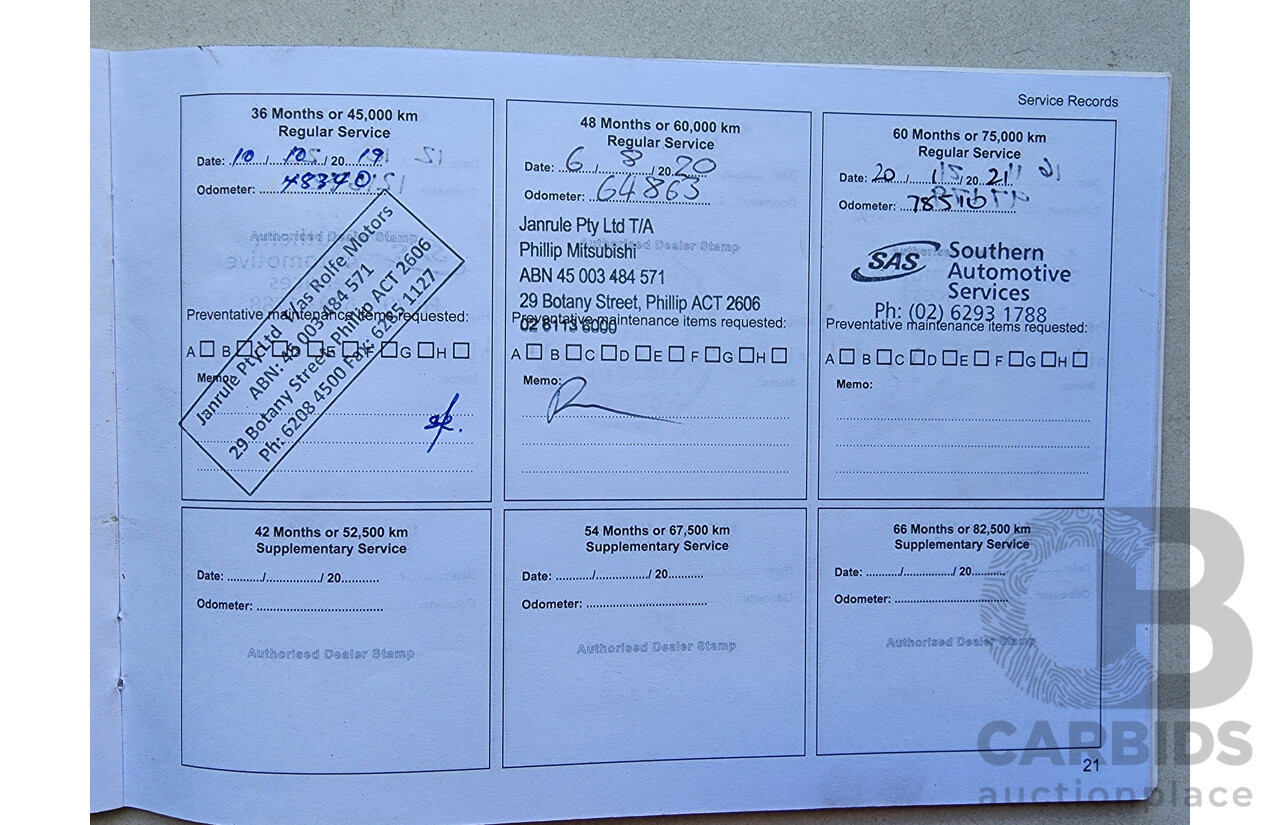 Service Records
36 Months or 45,000 km
Regular Service
Date: 10 / 10 / 20 19
Odometer: 48340
Authorised Dealer Stamp
Janrule Pty Ltd T/as Rolfe Motors
ABN: 45 003 484 571
29 Botany Street Phillip ACT 2606
Ph: 6208 4500 Fax: 6285 1127
Preventative maintenance items requested:
A B C D E F G H
Memo:
48 Months or 60,000 km
Regular Service
Date: 6 / 8 / 20 20
Odometer: 64863
Authorised Dealer Stamp
Janrule Pty Ltd T/A
Phillip Mitsubishi
ABN 45 003 484 571
29 Botany Street, Phillip ACT 2606
02 6113 6000
Preventative maintenance items requested:
A B C D E F G H
Memo:
60 Months or 75,000 km
Regular Service
Date: 20 / / 20 21
Odometer: 78510
SAS Southern
Automotive
Services
Ph: (02) 6293 1788
Preventative maintenance items requested:
A B C D E F G H
Memo:
42 Months or 52,500 km
Supplementary Service
Date: ........../................/ 20...........
Odometer: ....................................
Authorised Dealer Stamp
54 Months or 67,500 km
Supplementary Service
Date: ........../................/ 20..........
Odometer: ...................................
Authorised Dealer Stamp
66 Months or 82,500 km
Supplementary Service
Date: ........../................/ 20..........
Odometer: .................................
Authorised Dealer Stamp
21
CB
CARBIDS
auctionplace